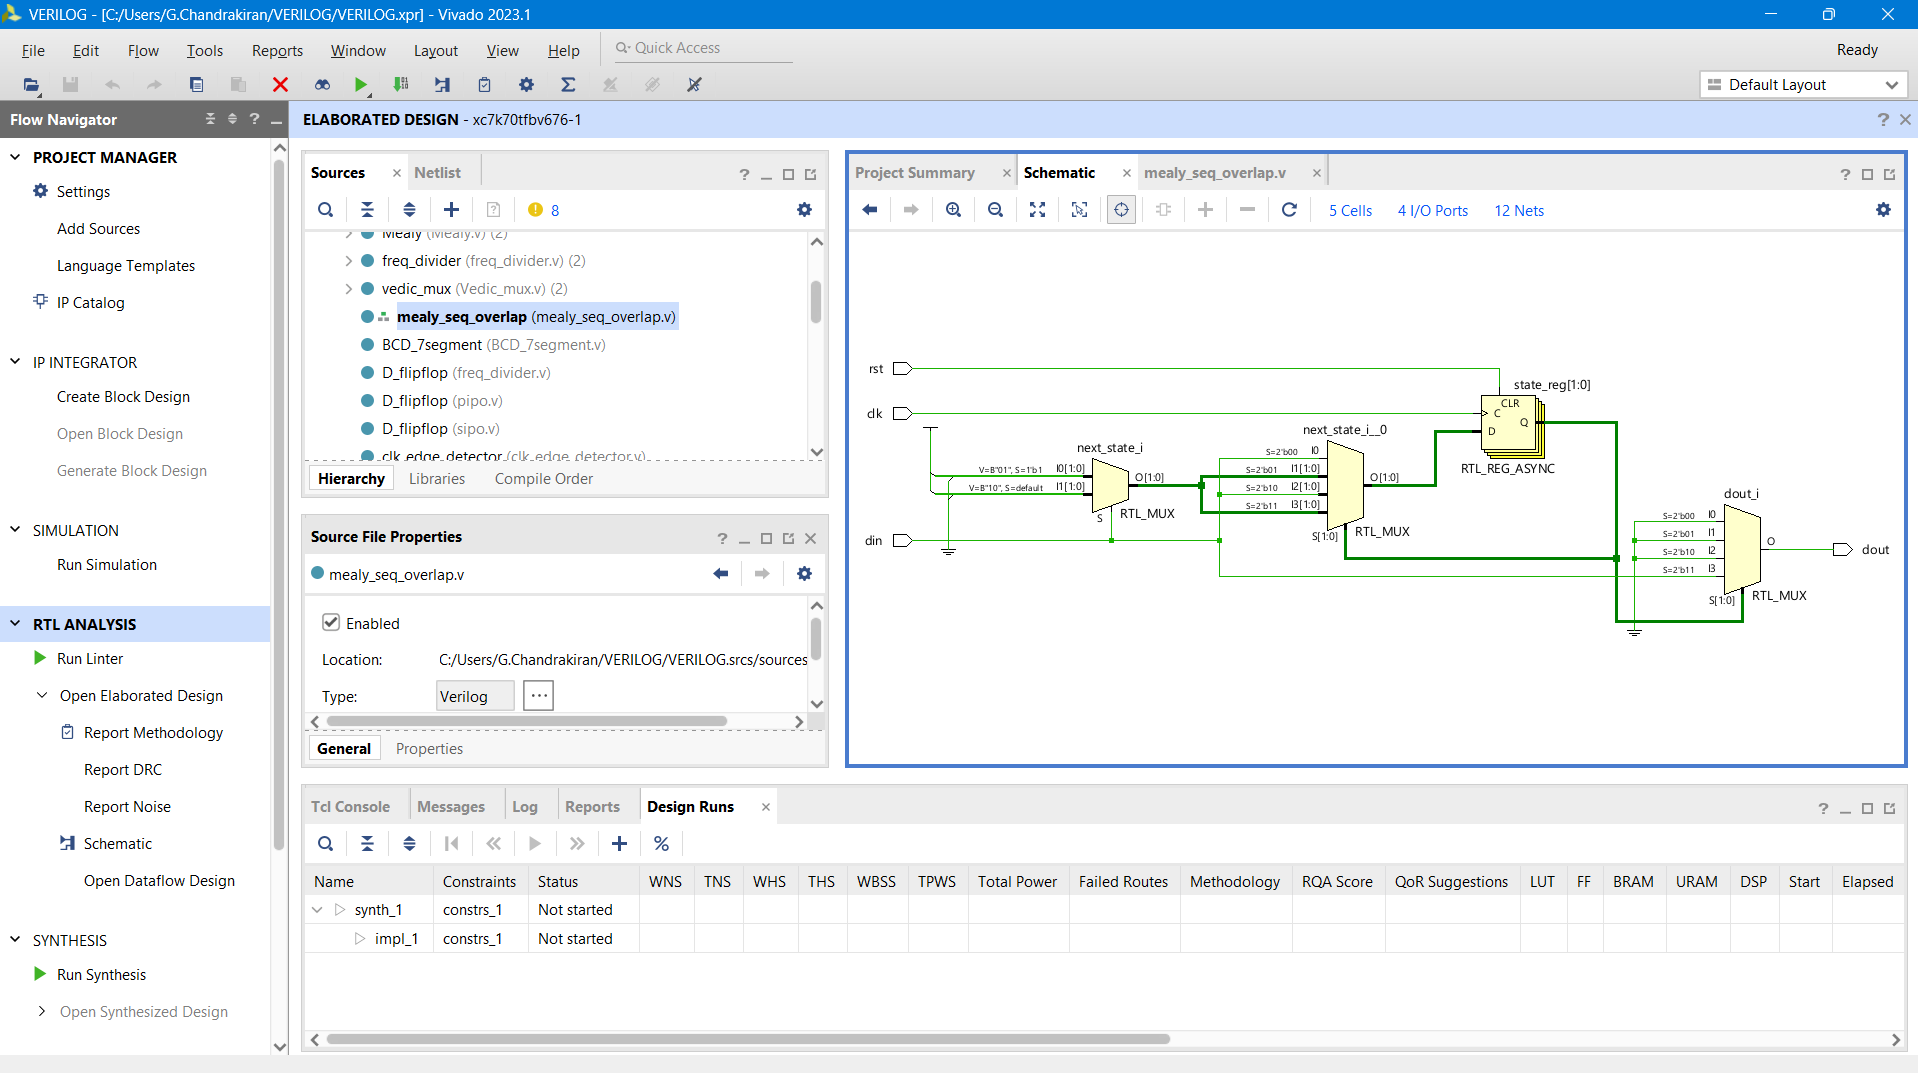 VERILOG - [C:/Users/G.Chandrakiran/VERILOG/VERILOG.xpr] - Vivado 2023.1
File Edit Flow Tools Reports Window Layout View Help Quick Access Ready
Default Layout
Flow Navigator
PROJECT MANAGER
Settings
Add Sources
Language Templates
IP Catalog
IP INTEGRATOR
Create Block Design
Open Block Design
Generate Block Design
SIMULATION
Run Simulation
RTL ANALYSIS
Run Linter
Open Elaborated Design
Report Methodology
Report DRC
Report Noise
Schematic
Open Dataflow Design
SYNTHESIS
Run Synthesis
Open Synthesized Design
ELABORATED DESIGN - xc7k70tfbv676-1
Sources Netlist
8
Mealy (Mealy.v) (2)
freq_divider (freq_divider.v) (2)
vedic_mux (Vedic_mux.v) (2)
mealy_seq_overlap (mealy_seq_overlap.v)
BCD_7segment (BCD_7segment.v)
D_flipflop (freq_divider.v)
D_flipflop (pipo.v)
D_flipflop (sipo.v)
clk_edge_detector (clk_edge_detector.v)
Hierarchy Libraries Compile Order
Source File Properties
mealy_seq_overlap.v
Enabled
Location: C:/Users/G.Chandrakiran/VERILOG/VERILOG.srcs/sources
Type: Verilog
General Properties
Project Summary Schematic mealy_seq_overlap.v
5 Cells 4 I/O Ports 12 Nets
rst
clk
din
next_state_i
V=B"01", S=1'b1 I0[1:0]
V=B"10", S=default I1[1:0]
O[1:0]
S
RTL_MUX
next_state_i__0
S=2'b00 I0
S=2'b01 I1[1:0]
S=2'b10 I2[1:0]
S=2'b11 I3[1:0]
O[1:0]
S[1:0]
RTL_MUX
state_reg[1:0]
CLR
C
Q
D
RTL_REG_ASYNC
dout_i
S=2'b00 I0
S=2'b01 I1
S=2'b10 I2
S=2'b11 I3
O
dout
S[1:0]
RTL_MUX
Tcl Console Messages Log Reports Design Runs
Name Constraints Status WNS TNS WHS THS WBSS TPWS Total Power Failed Routes Methodology RQA Score QoR Suggestions LUT FF BRAM URAM DSP Start Elapsed
synth_1 constrs_1 Not started
impl_1 constrs_1 Not started